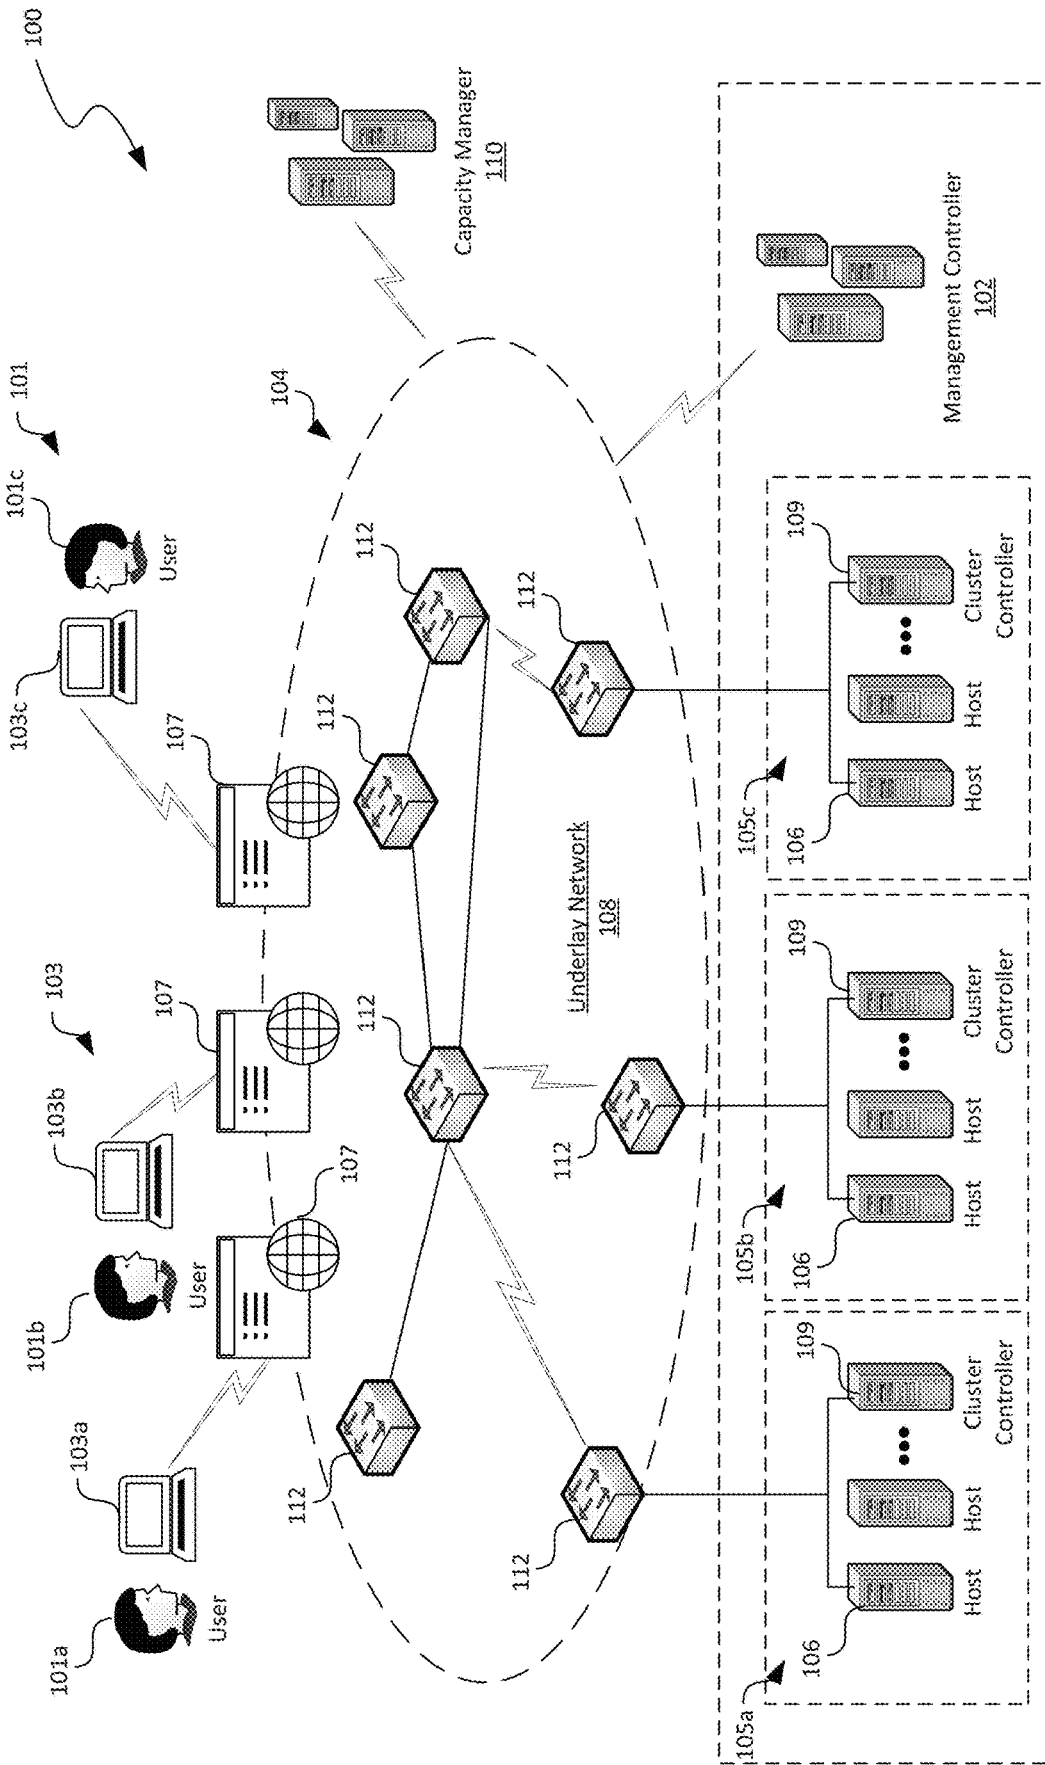 100
101
101c
User
103c
103
103b
101b
User
103a
101a
User
107
107
107
104
Capacity Manager
110
112
112
112
112
112
112
112
Underlay Network
108
Management Controller
102
105a
106
Host
Host
109
Cluster
Controller
105b
106
Host
Host
109
Cluster
Controller
105c
106
Host
Host
109
Cluster
Controller